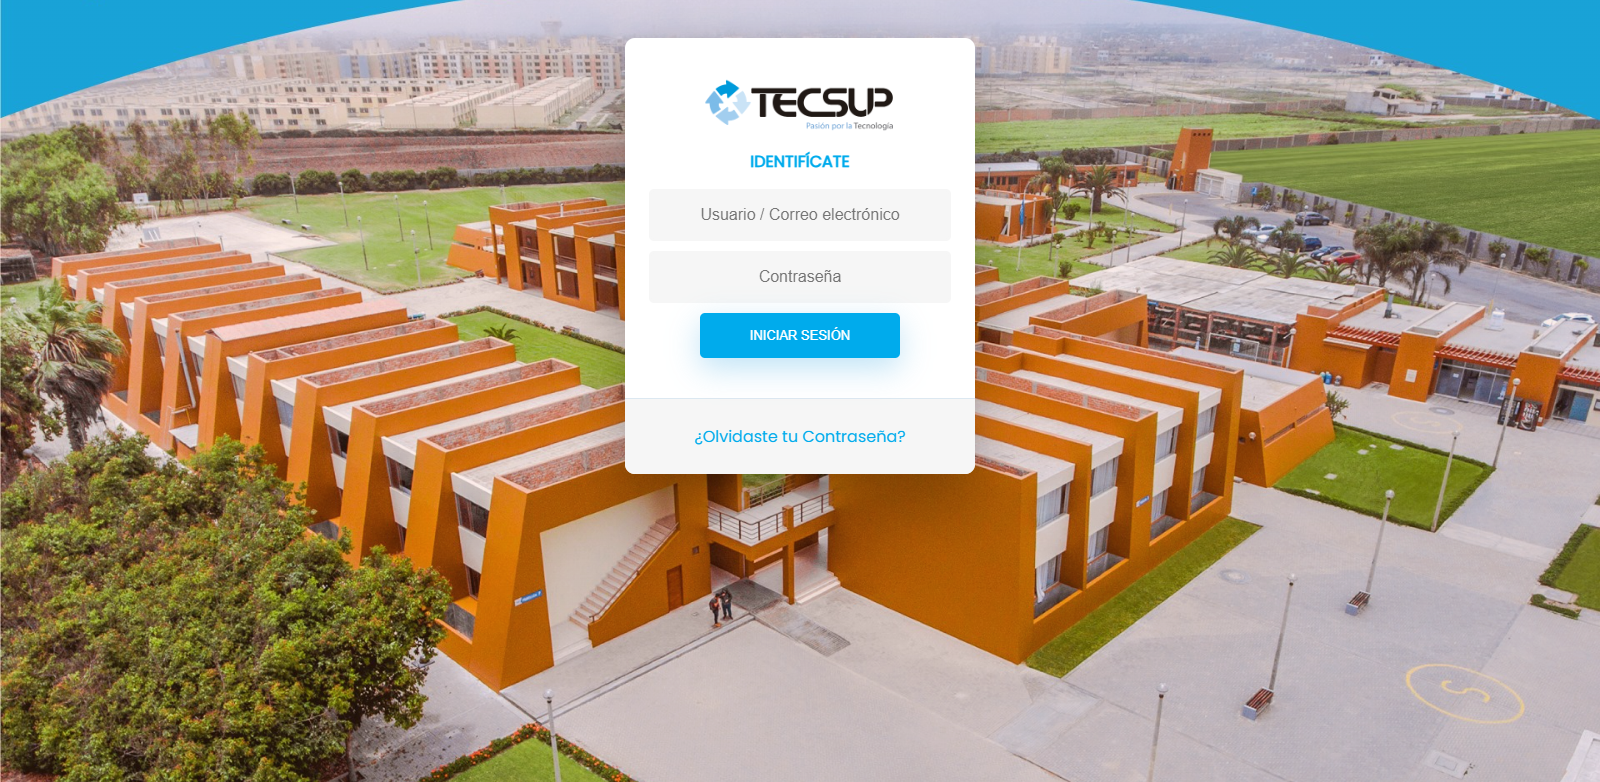 TECSUP
Pasión por la Tecnología
IDENTIFÍCATE
Usuario / Correo electrónico
Contraseña
INICIAR SESIÓN
¿Olvidaste tu Contraseña?
S